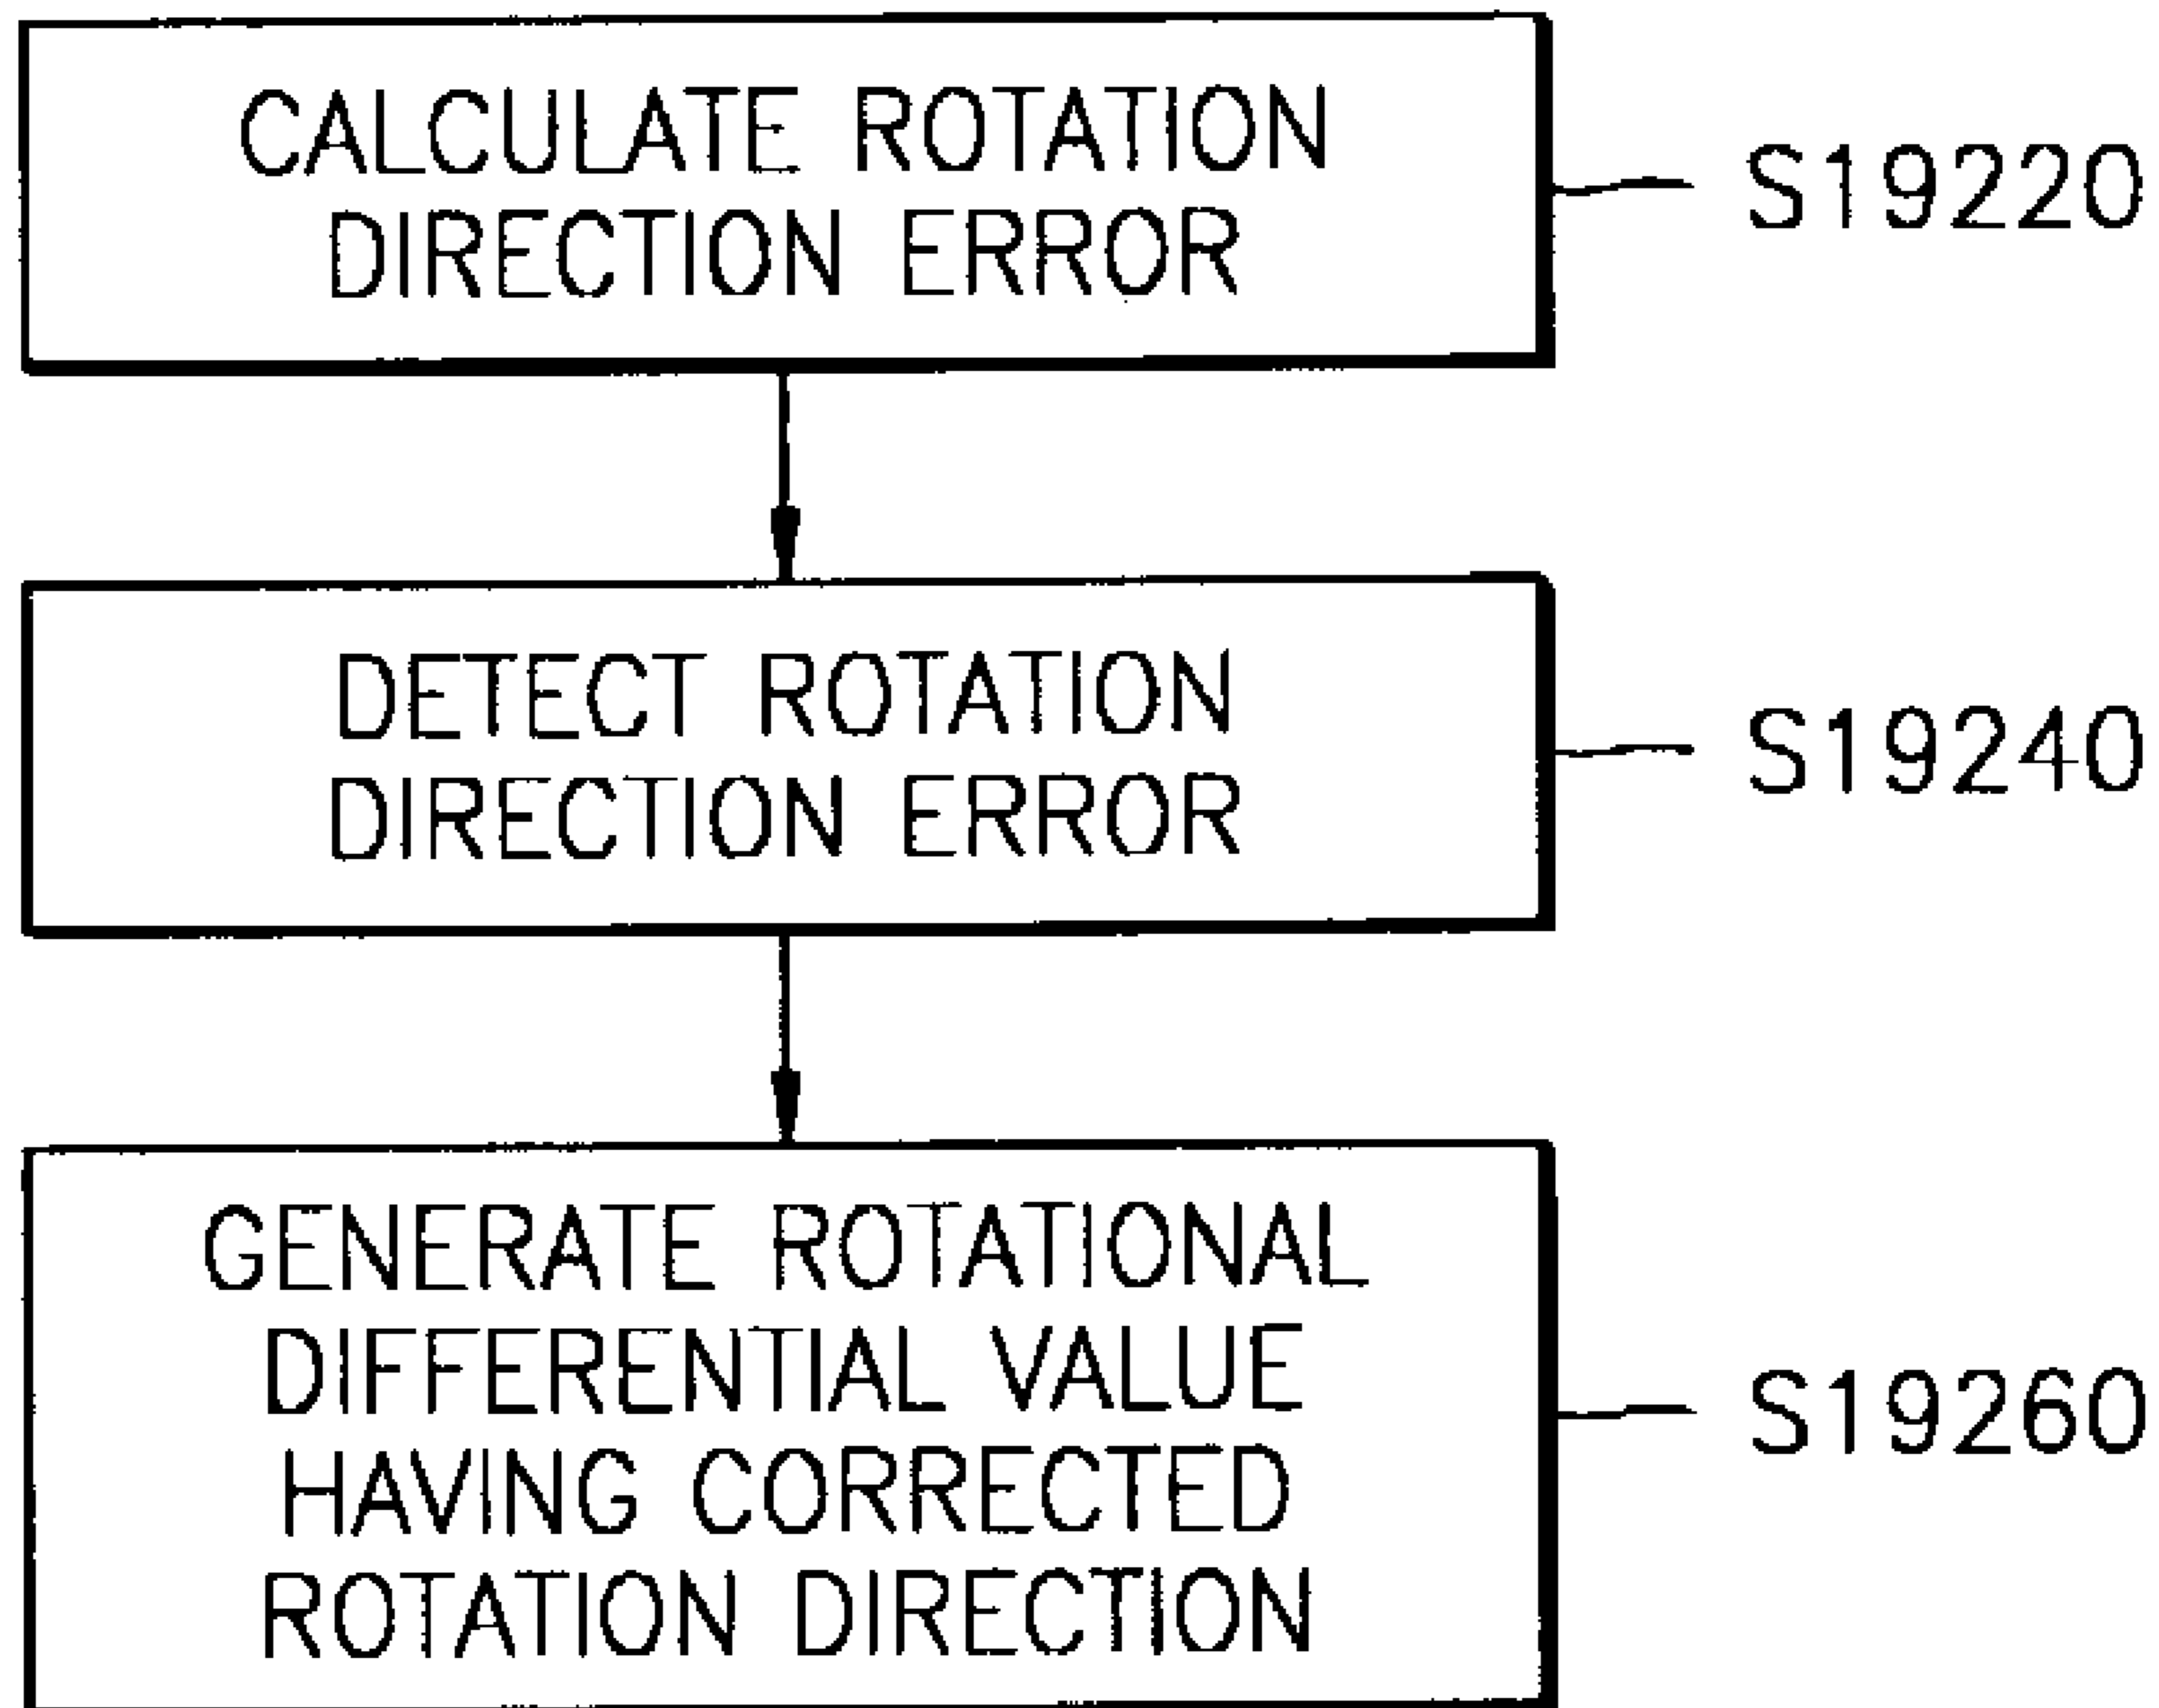 CALCULATE ROTATION
DIRECTION ERROR
S19220
DETECT ROTATION
DIRECTION ERROR
S19240
GENERATE ROTATIONAL
DIFFERENTIAL VALUE
HAVING CORRECTED
ROTATION DIRECTION
S19260